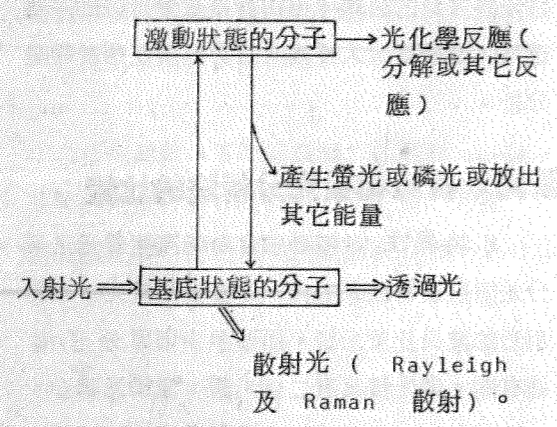 激動狀態的分子
光化學反應(
分解或其它反
應)
產生螢光或磷光或放出
其它能量
入射光
基底狀態的分子
透過光
散射光 ( Rayleigh
及 Raman 散射)。